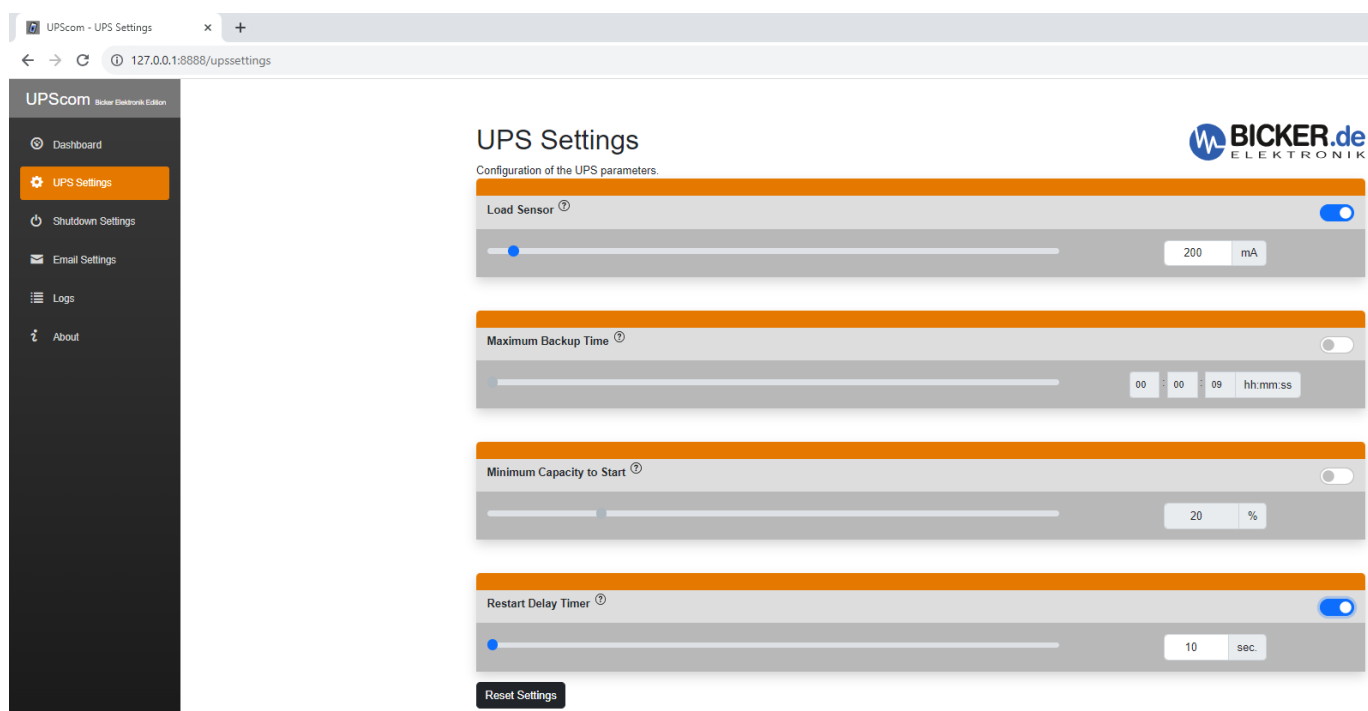 UPScom - UPS Settings
127.0.0.1:8888/upssettings
UPScom Bicker Elektronik Edition
Dashboard
UPS Settings
Shutdown Settings
Email Settings
Logs
About
UPS Settings
BICKER.de
ELEKTRONIK
Configuration of the UPS parameters.
Load Sensor ?
200 mA
Maximum Backup Time ?
00 : 00 : 09 hh:mm:ss
Minimum Capacity to Start ?
20 %
Restart Delay Timer ?
10 sec.
Reset Settings